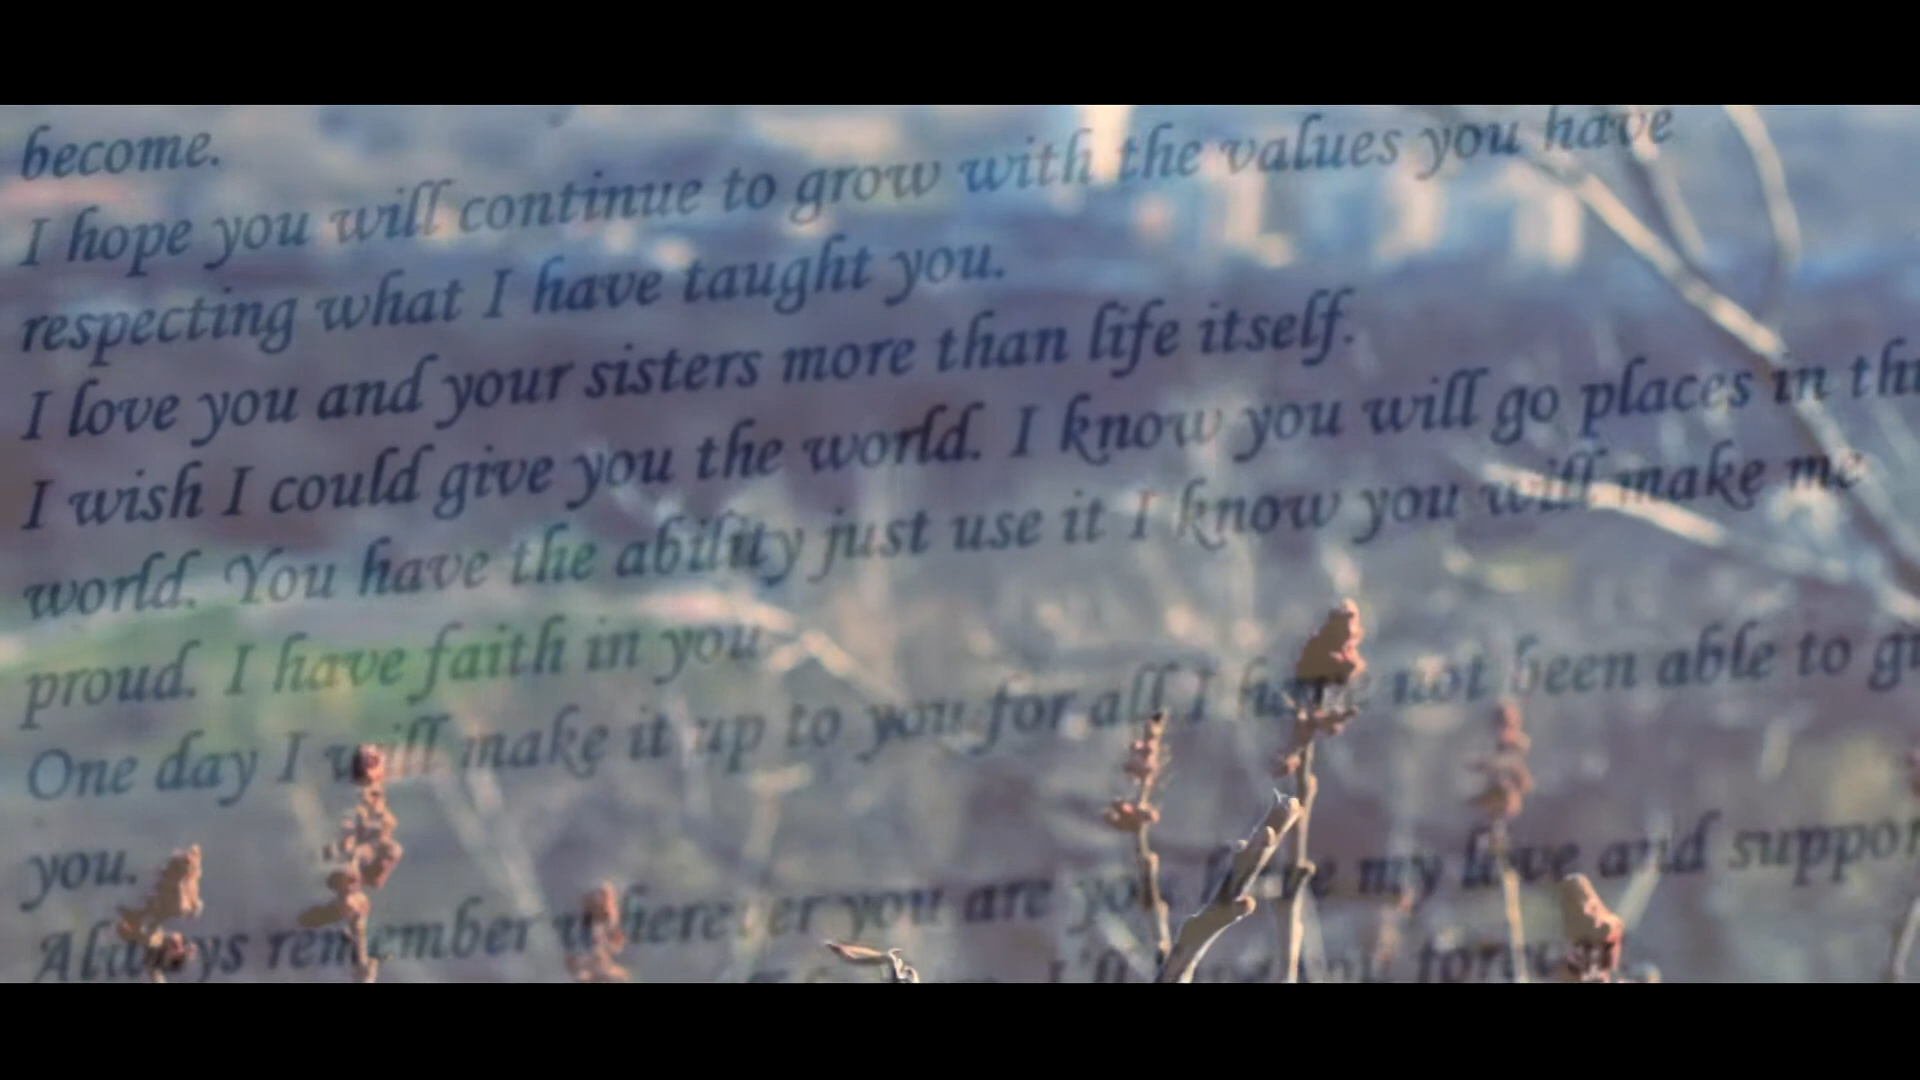 become.
I hope you will continue to grow with the values you have
respecting what I have taught you.
I love you and your sisters more than life itself.
I wish I could give you the world. I know you will go places in thi
world. You have the ability just use it I know you will make me
proud. I have faith in you
One day I will make it up to you for all I have not been able to gi
you.
Always remember wherever you are you have my love and suppor
forever